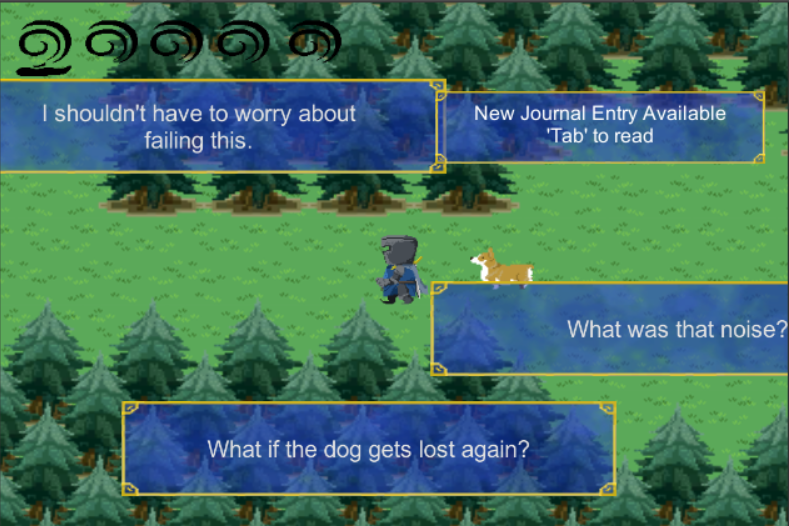 I shouldn't have to worry about
failing this.
New Journal Entry Available
'Tab' to read
What was that noise?
What if the dog gets lost again?